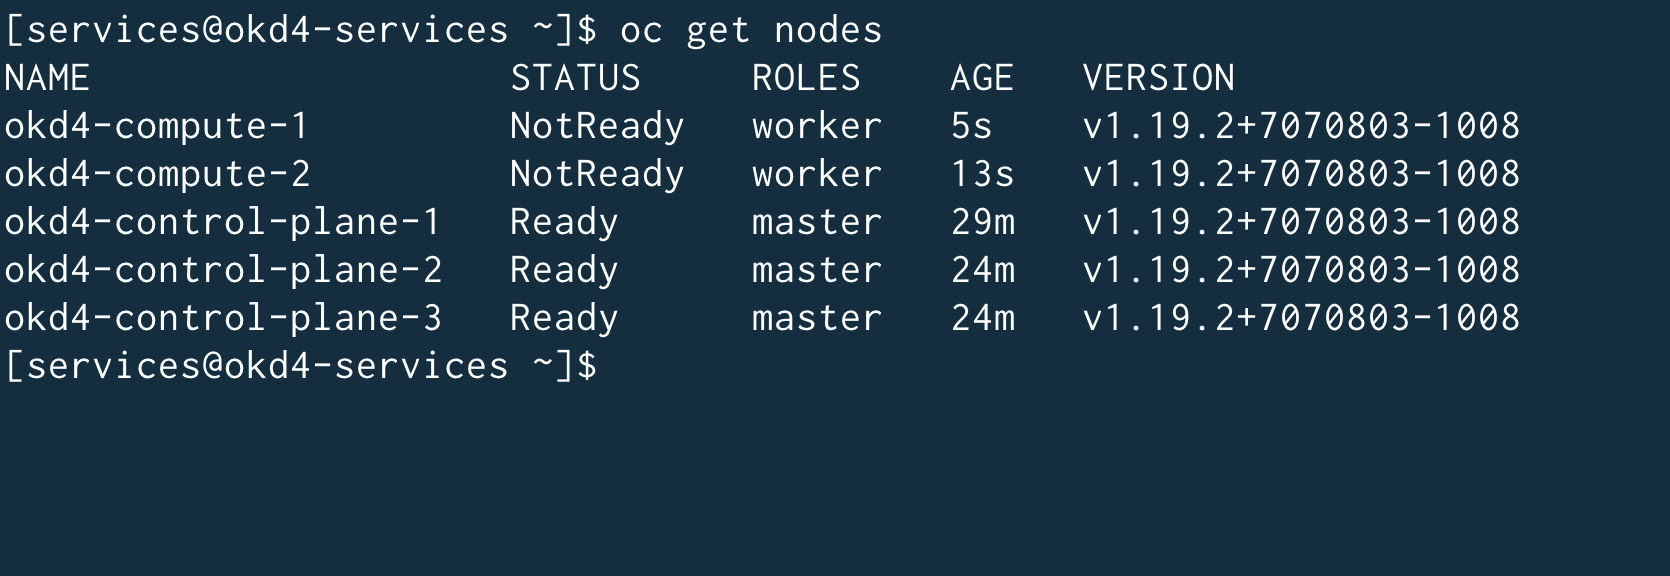 [services@okd4-services ~]$ oc get nodes
NAME                   STATUS     ROLES    AGE   VERSION
okd4-compute-1         NotReady   worker   5s    v1.19.2+7070803-1008
okd4-compute-2         NotReady   worker   13s   v1.19.2+7070803-1008
okd4-control-plane-1   Ready      master   29m   v1.19.2+7070803-1008
okd4-control-plane-2   Ready      master   24m   v1.19.2+7070803-1008
okd4-control-plane-3   Ready      master   24m   v1.19.2+7070803-1008
[services@okd4-services ~]$